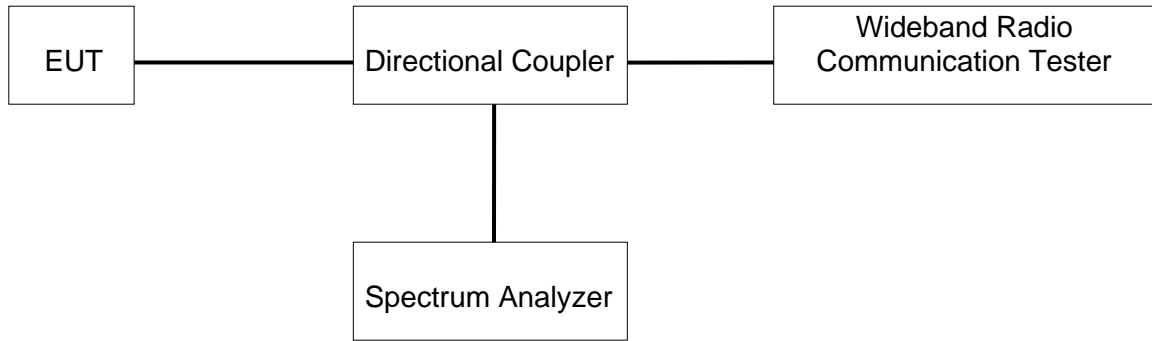 EUT
Directional Coupler
Wideband Radio
Communication Tester
Spectrum Analyzer